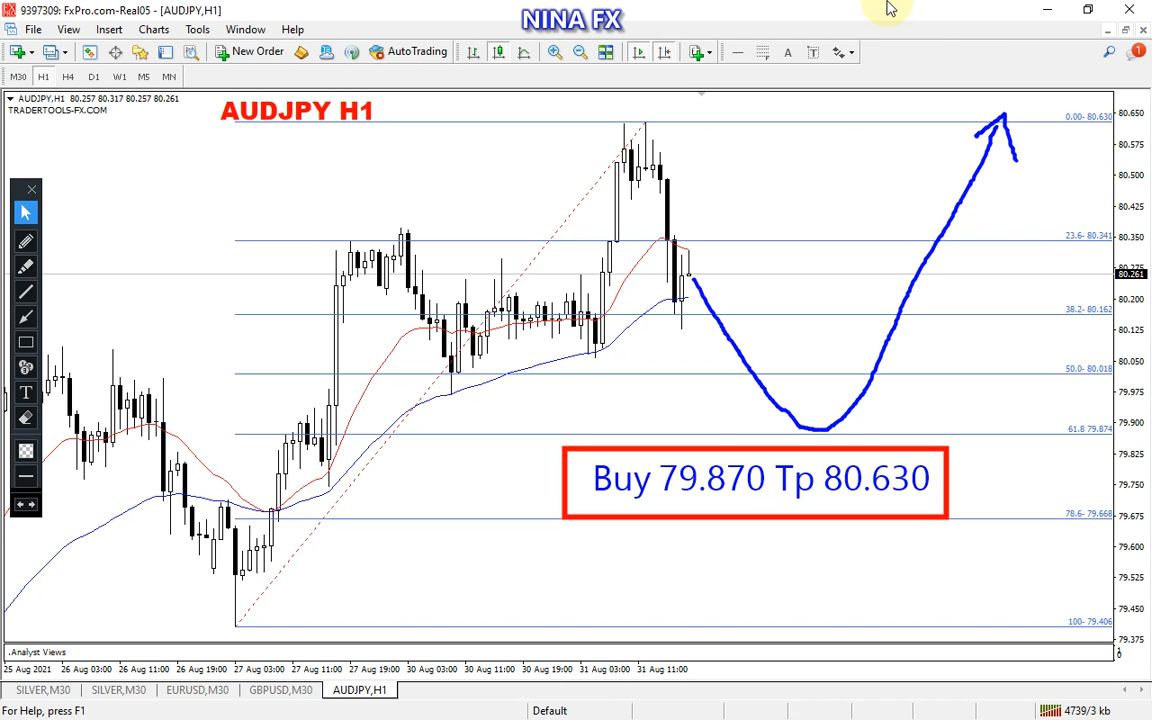 9397309: FxPro.com-Real05 - [AUDJPY,H1]
NINA FX
File View Insert Charts Tools Window Help
New Order AutoTrading A T 1
M30 H1 H4 D1 W1 M5 MN
AUDJPY,H1 80.257 80.317 80.257 80.261
TRADERTOOLS-FX.COM
AUDJPY H1
0.00- 80.630
23.6- 80.341
38.2- 80.162
50.0- 80.018
61.8 79.874
78.6- 79.668
100- 79.406
80.650
80.575
80.500
80.425
80.350
80.275
80.261
80.200
80.125
80.050
79.975
79.900
79.825
79.750
79.675
79.600
79.525
79.450
79.375
T
Buy 79.870 Tp 80.630
.Analyst Views
25 Aug 2021 26 Aug 03:00 26 Aug 11:00 26 Aug 19:00 27 Aug 03:00 27 Aug 11:00 27 Aug 19:00 30 Aug 03:00 30 Aug 11:00 30 Aug 19:00 31 Aug 03:00 31 Aug 11:00
SILVER,M30 SILVER,M30 EURUSD,M30 GBPUSD,M30 AUDJPY,H1
For Help, press F1 Default 4739/3 kb